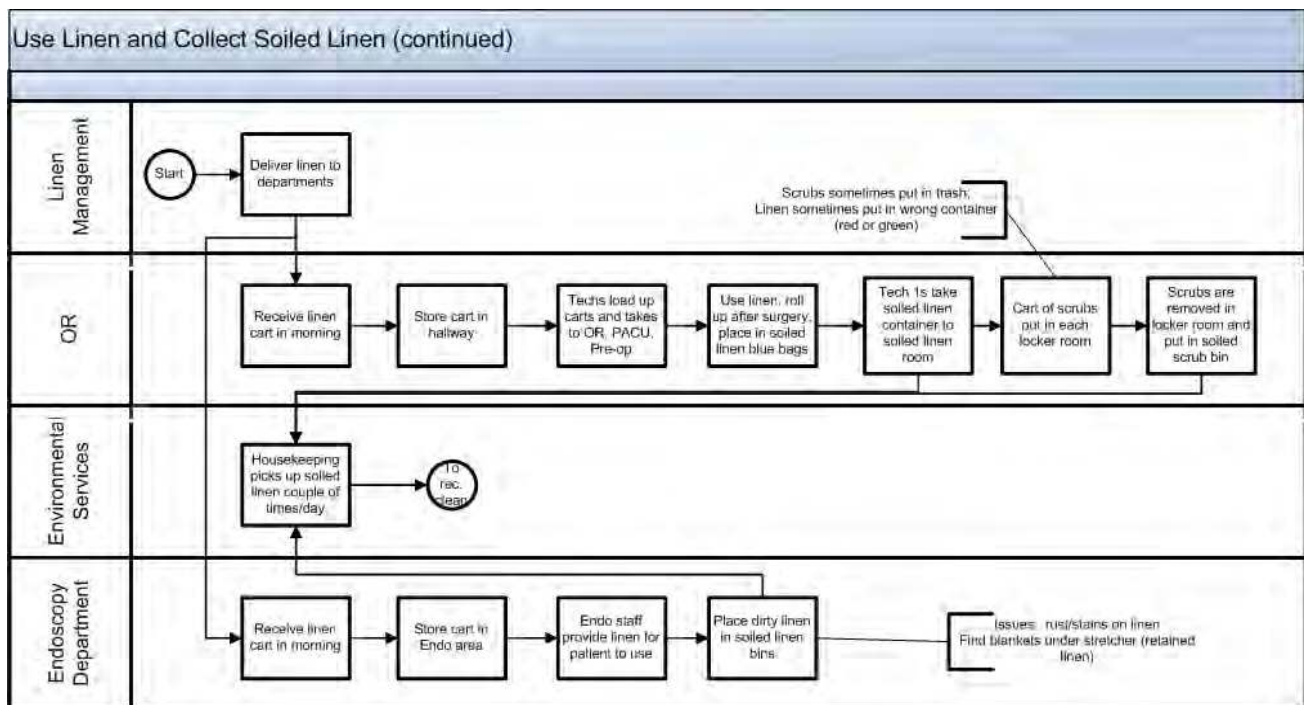 Use Linen and Collect Soiled Linen (continued)
Linen
Management
Start
Deliver linen to
departments
Scrubs sometimes put in trash;
Linen sometimes put in wrong container
(red or green)
OR
Receive linen
cart in morning
Store cart in
hallway
Techs load up
carts and takes
to OR, PACU,
Pre-op
Use linen, roll
up after surgery,
place in soiled
linen blue bags
Tech 1s take
soiled linen
container to
soiled linen
room
Cart of scrubs
put in each
locker room
Scrubs are
removed in
locker room and
put in soiled
scrub bin
Environmental
Services
Housekeeping
picks up soiled
linen couple of
times/day
To
rec.
clean
Endoscopy
Department
Receive linen
cart in morning
Store cart in
Endo area
Endo staff
provide linen for
patient to use
Place dirty linen
in soiled linen
bins
Issues: rust/stains on linen
Find blankets under stretcher (retained
linen)